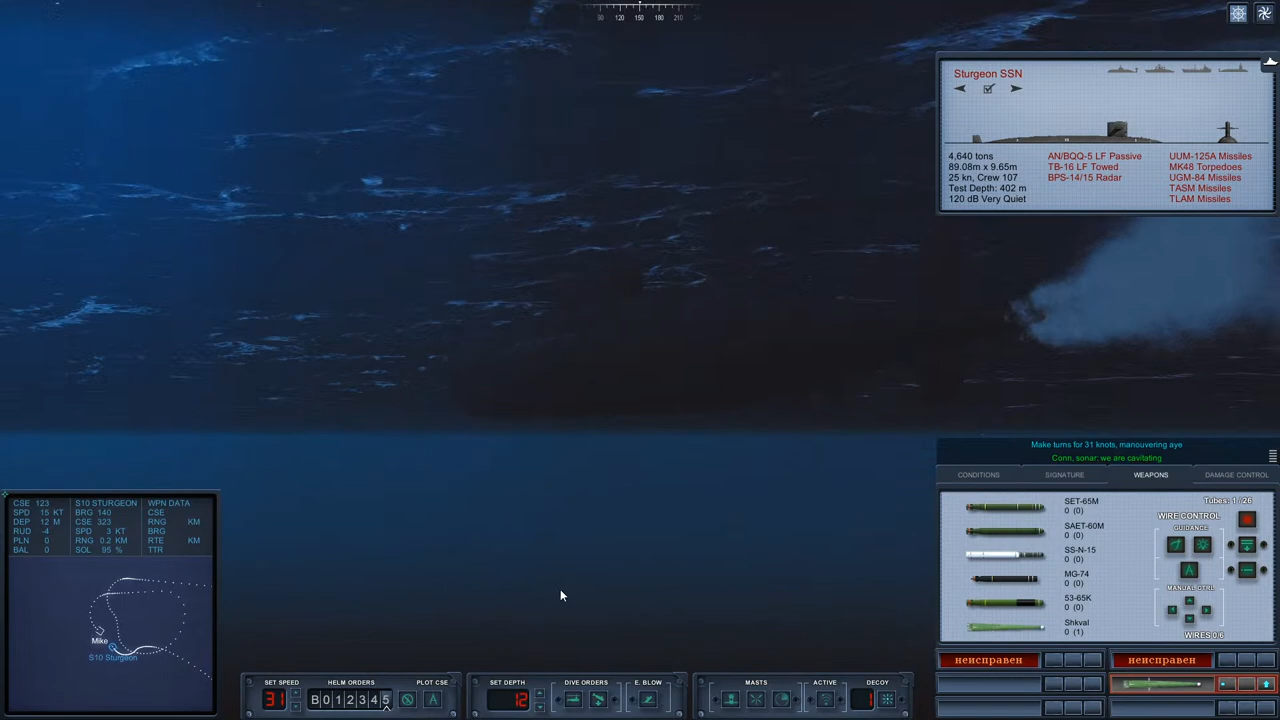 90 120 150 180 210
Sturgeon SSN
4,640 tons
89.08m x 9.65m
25 kn, Crew 107
Test Depth: 402 m
120 dB Very Quiet
AN/BQQ-5 LF Passive
TB-16 LF Towed
BPS-14/15 Radar
UUM-125A Missiles
MK48 Torpedoes
UGM-84 Missiles
TASM Missiles
TLAM Missiles
Make turns for 31 knots, manouvering aye
Conn, sonar: we are cavitating
CONDITIONS SIGNATURE WEAPONS DAMAGE CONTROL
SET-65M
0 (0)
SAET-60M
0 (0)
SS-N-15
0 (0)
MG-74
0 (0)
53-65K
0 (0)
Shkval
0 (1)
Tubes: 1 / 26
WIRE CONTROL
GUIDANCE
A
MANUAL CTRL
WIRES 0/6
неисправен неисправен
CSE 123
SPD 15 KT
DEP 12 M
RUD -4
PLN 0
BAL 0
S10 STURGEON
BRG 140
CSE 323
SPD 3 KT
RNG 0.2 KM
SOL 95 %
WPN DATA
CSE
RNG KM
BRG
RTE KM
TTR
Mike
S10 Sturgeon
SET SPEED HELM ORDERS PLOT CSE
31 B 0 1 2 3 4 5 A
SET DEPTH DIVE ORDERS E. BLOW
12
MASTS ACTIVE DECOY
1